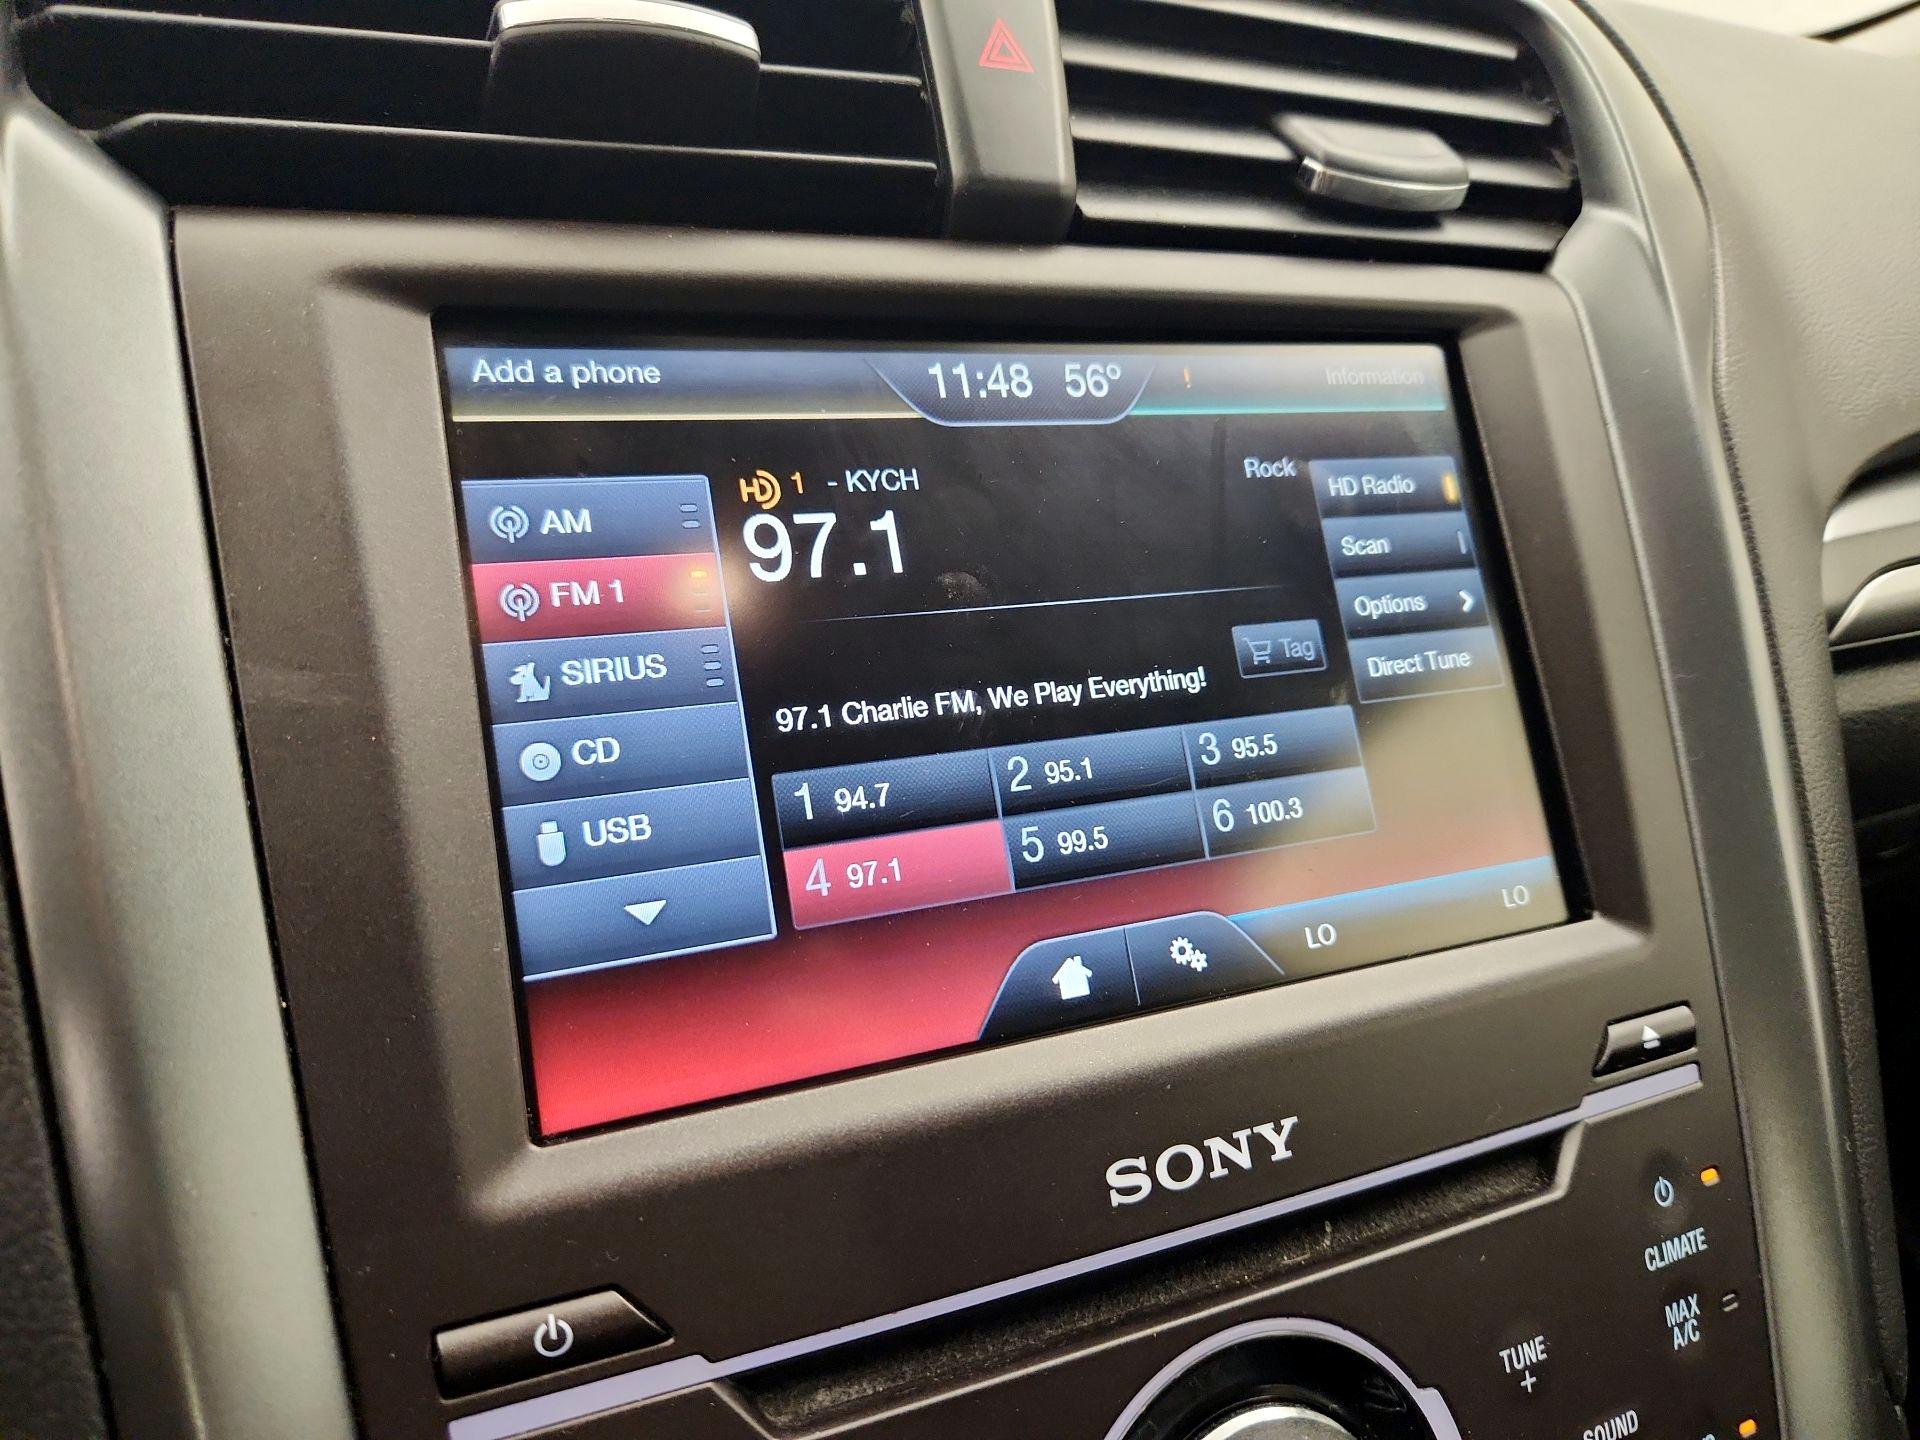 Add a phone
11:48 56°
!
Information
AM
FM 1
SIRIUS
CD
USB
HD 1 - KYCH
97.1
Rock
HD Radio
Scan
Options
Direct Tune
Tag
97.1 Charlie FM, We Play Everything!
1 94.7
2 95.1
3 95.5
4 97.1
5 99.5
6 100.3
LO
LO
SONY
CLIMATE
MAX
A/C
TUNE
+
SOUND